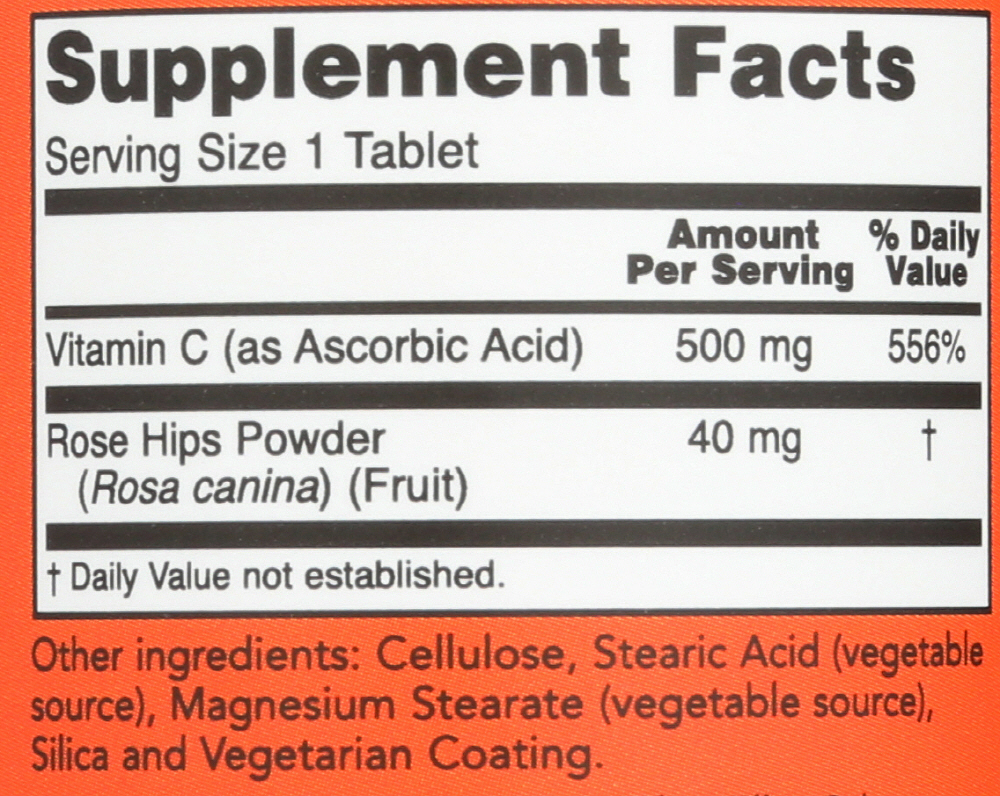 Supplement Facts
Serving Size 1 Tablet
Amount Per Serving % Daily Value
Vitamin C (as Ascorbic Acid) 500 mg 556%
Rose Hips Powder 40 mg †
(Rosa canina) (Fruit)
† Daily Value not established.
Other ingredients: Cellulose, Stearic Acid (vegetable
source), Magnesium Stearate (vegetable source),
Silica and Vegetarian Coating.